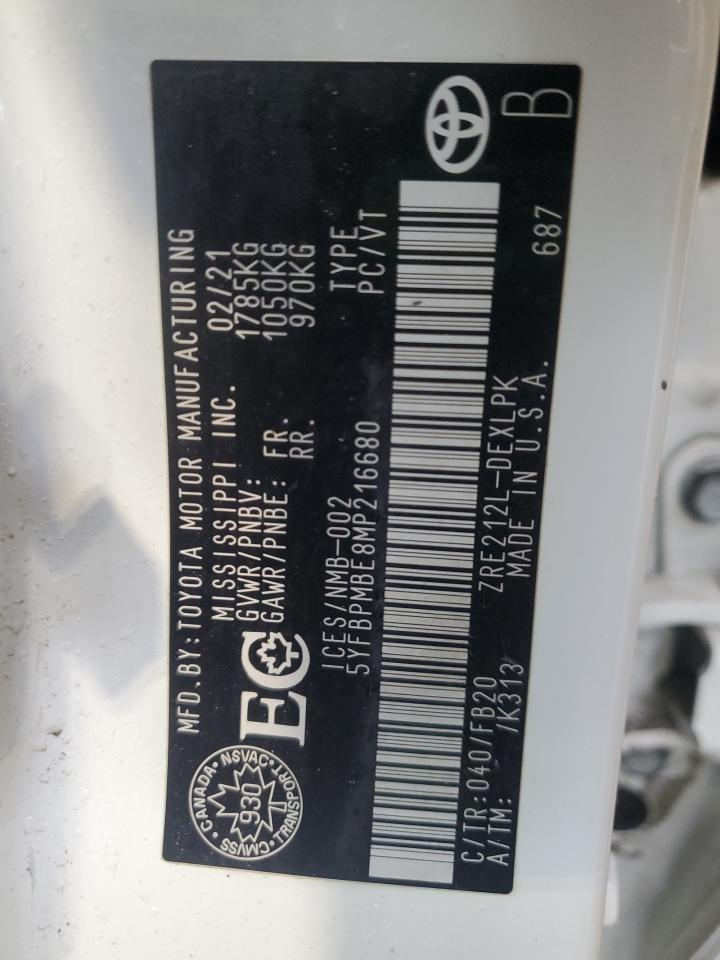 MFD.BY:TOYOTA MOTOR MANUFACTURING
MISSISSIPPI INC. 02/21
GVWR/PNBV: 1785KG
GAWR/PNBE: FR. 1050KG
RR. 970KG
CANADA · NSVAC · TRANSPORT · CMVSS
930
EC
ICES/NMB-002 TYPE
5YFBPMBE8MP216680 PC/VT
C/TR:040/FB20 ZRE212L-DEXLPK 687 B
A/TM: /K313 MADE IN U.S.A.